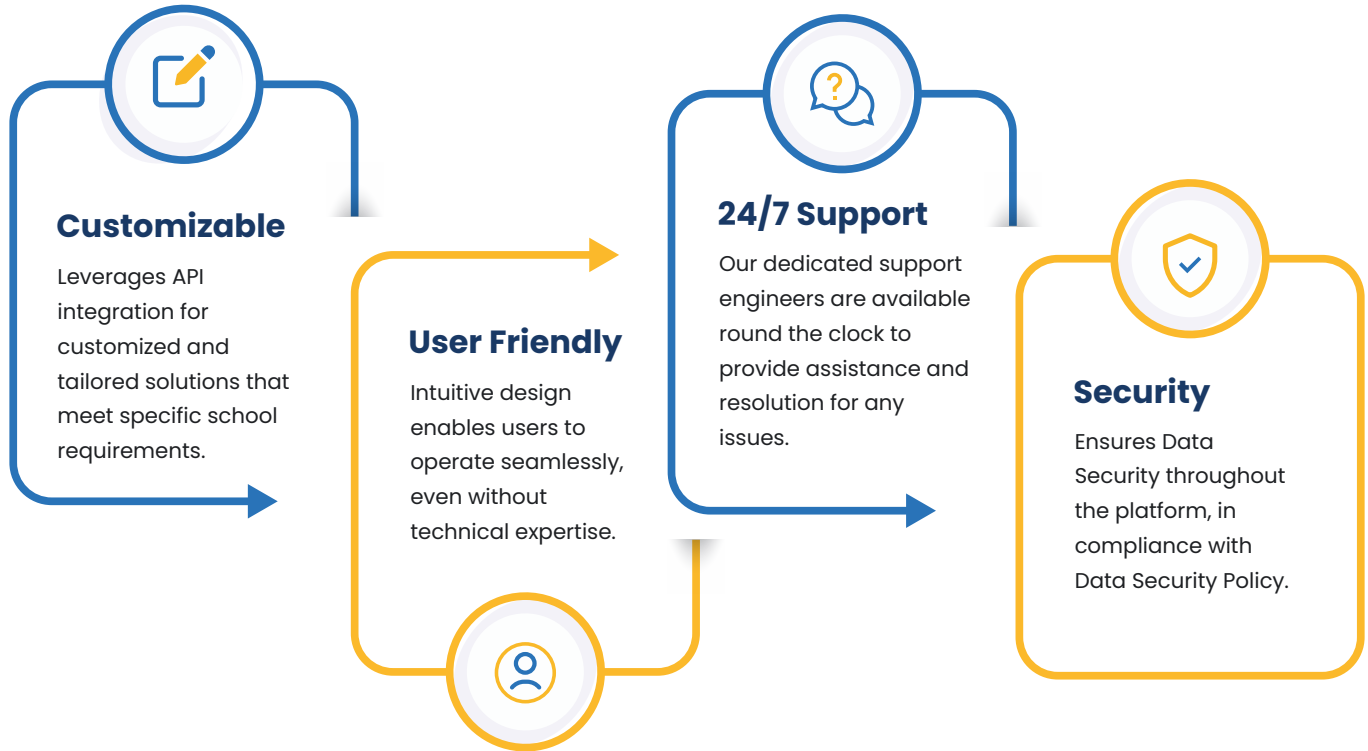 Customizable
Leverages API
integration for
customized and
tailored solutions that
meet specific school
requirements.
User Friendly
Intuitive design
enables users to
operate seamlessly,
even without
technical expertise.
24/7 Support
Our dedicated support
engineers are available
round the clock to
provide assistance and
resolution for any
issues.
Security
Ensures Data
Security throughout
the platform, in
compliance with
Data Security Policy.